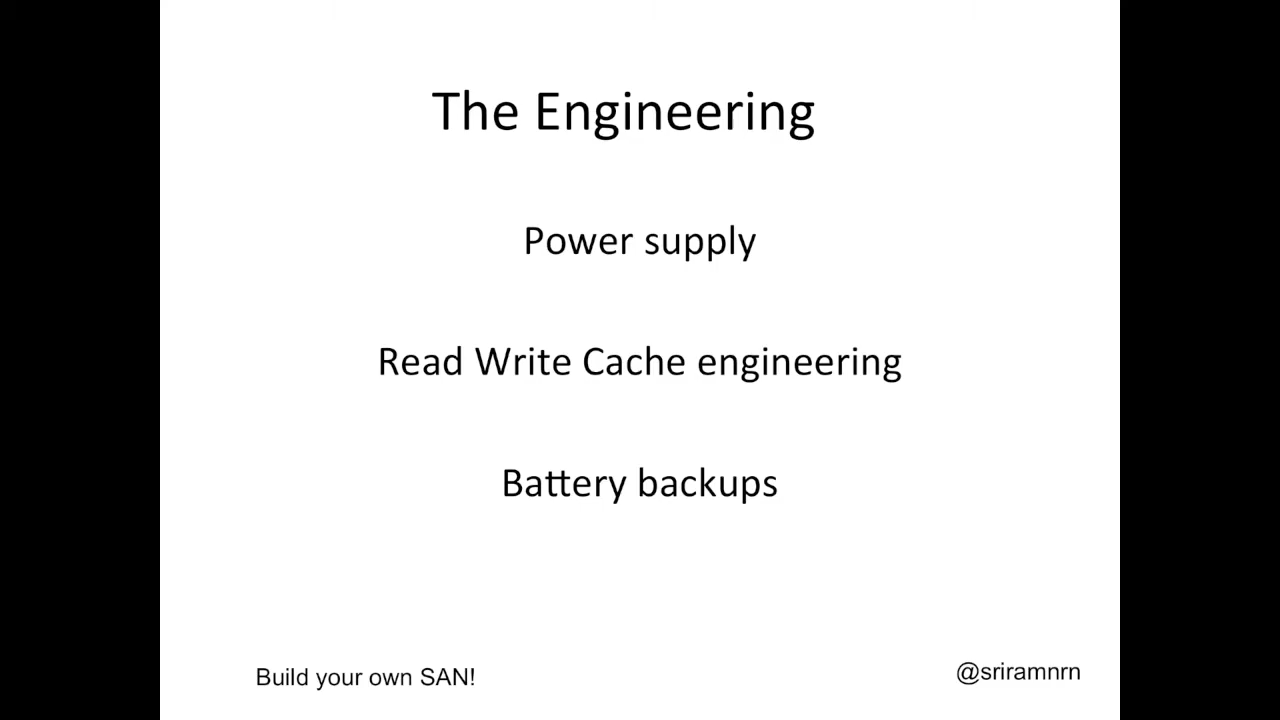 The Engineering
Power supply
Read Write Cache engineering
Battery backups
Build your own SAN!
@sriramnrn